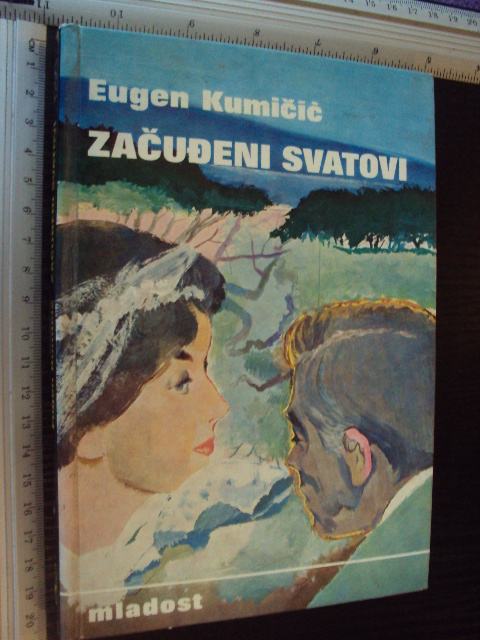 Eugen Kumičić
ZAČUĐENI SVATOVI
mladost